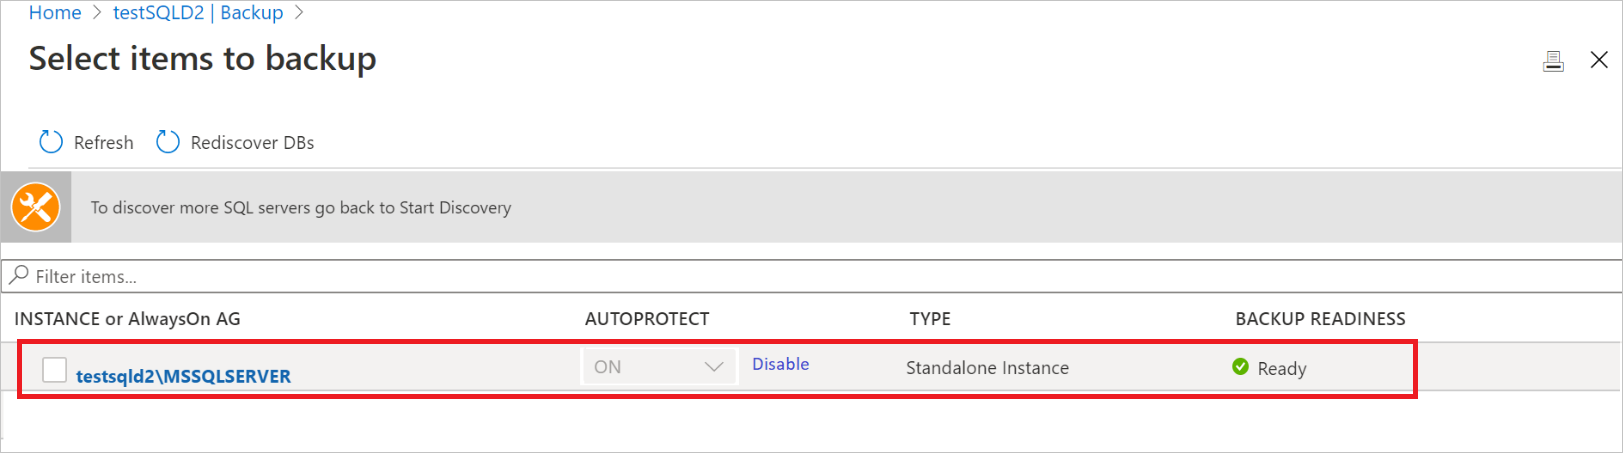 Home > testSQLD2 | Backup >
Select items to backup
Refresh Rediscover DBs
To discover more SQL servers go back to Start Discovery
Filter items...
INSTANCE or AlwaysOn AG AUTOPROTECT TYPE BACKUP READINESS
testsqld2\MSSQLSERVER ON Disable Standalone Instance Ready